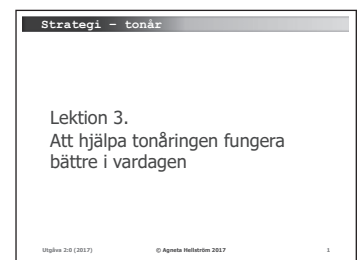 Strategi – tonår
Lektion 3.
Att hjälpa tonåringen fungera
bättre i vardagen
Utgåva 2:0 (2017) © Agneta Hellström 2017 1